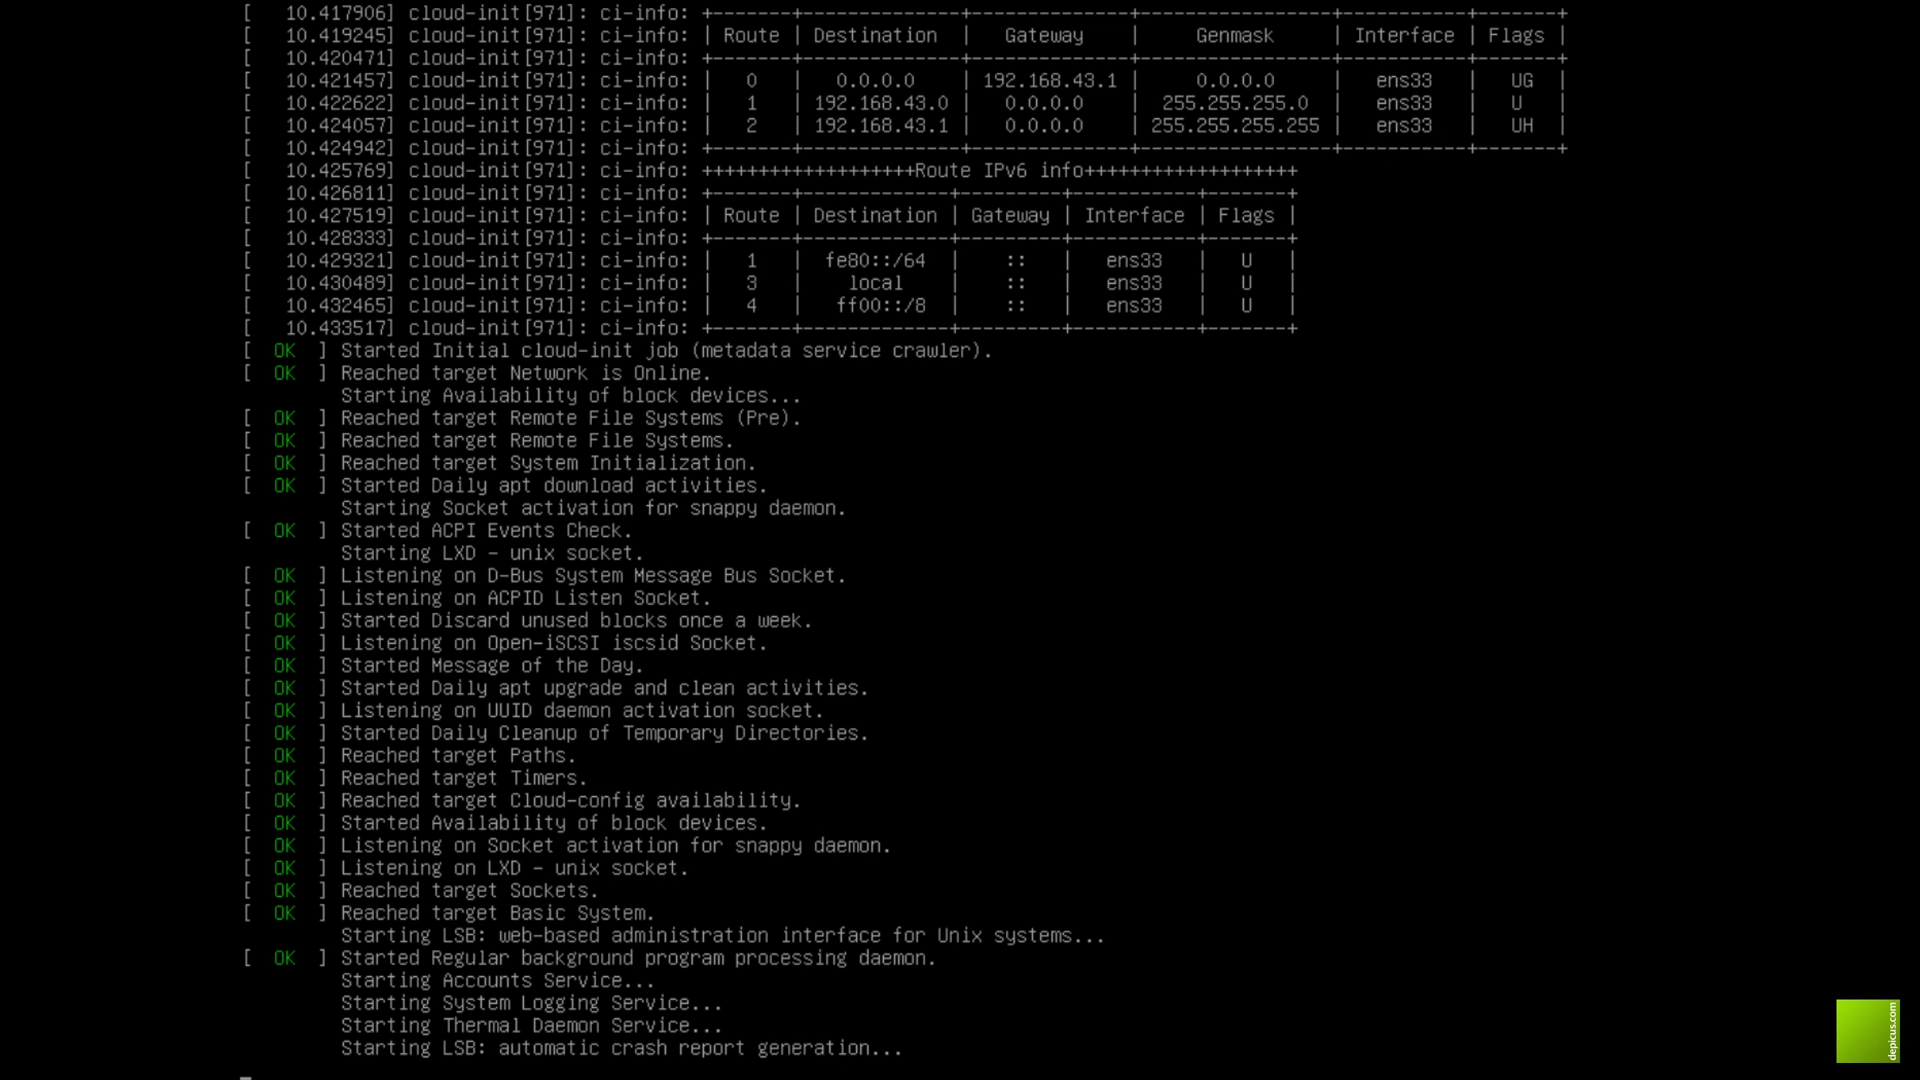 [   10.417906] cloud-init[971]: ci-info: +-------+--------------+--------------+-----------------+-----------+-------+
[   10.419245] cloud-init[971]: ci-info: | Route | Destination  |   Gateway    |     Genmask     | Interface | Flags |
[   10.420471] cloud-init[971]: ci-info: +-------+--------------+--------------+-----------------+-----------+-------+
[   10.421457] cloud-init[971]: ci-info: |   0   |   0.0.0.0    | 192.168.43.1 |     0.0.0.0     |   ens33   |   UG  |
[   10.422622] cloud-init[971]: ci-info: |   1   | 192.168.43.0 |   0.0.0.0    |  255.255.255.0  |   ens33   |   U   |
[   10.424057] cloud-init[971]: ci-info: |   2   | 192.168.43.1 |   0.0.0.0    | 255.255.255.255 |   ens33   |   UH  |
[   10.424942] cloud-init[971]: ci-info: +-------+--------------+--------------+-----------------+-----------+-------+
[   10.425769] cloud-init[971]: ci-info: +++++++++++++++++++Route IPv6 info+++++++++++++++++++
[   10.426811] cloud-init[971]: ci-info: +-------+-------------+---------+-----------+-------+
[   10.427519] cloud-init[971]: ci-info: | Route | Destination | Gateway | Interface | Flags |
[   10.428333] cloud-init[971]: ci-info: +-------+-------------+---------+-----------+-------+
[   10.429321] cloud-init[971]: ci-info: |   1   |  fe80::/64  |    ::   |   ens33   |   U   |
[   10.430489] cloud-init[971]: ci-info: |   3   |    local    |    ::   |   ens33   |   U   |
[   10.432465] cloud-init[971]: ci-info: |   4   |   ff00::/8  |    ::   |   ens33   |   U   |
[   10.433517] cloud-init[971]: ci-info: +-------+-------------+---------+-----------+-------+
[  OK  ] Started Initial cloud-init job (metadata service crawler).
[  OK  ] Reached target Network is Online.
         Starting Availability of block devices...
[  OK  ] Reached target Remote File Systems (Pre).
[  OK  ] Reached target Remote File Systems.
[  OK  ] Reached target System Initialization.
[  OK  ] Started Daily apt download activities.
         Starting Socket activation for snappy daemon.
[  OK  ] Started ACPI Events Check.
         Starting LXD - unix socket.
[  OK  ] Listening on D-Bus System Message Bus Socket.
[  OK  ] Listening on ACPID Listen Socket.
[  OK  ] Started Discard unused blocks once a week.
[  OK  ] Listening on Open-iSCSI iscsid Socket.
[  OK  ] Started Message of the Day.
[  OK  ] Started Daily apt upgrade and clean activities.
[  OK  ] Listening on UUID daemon activation socket.
[  OK  ] Started Daily Cleanup of Temporary Directories.
[  OK  ] Reached target Paths.
[  OK  ] Reached target Timers.
[  OK  ] Reached target Cloud-config availability.
[  OK  ] Started Availability of block devices.
[  OK  ] Listening on Socket activation for snappy daemon.
[  OK  ] Listening on LXD - unix socket.
[  OK  ] Reached target Sockets.
[  OK  ] Reached target Basic System.
         Starting LSB: web-based administration interface for Unix systems...
[  OK  ] Started Regular background program processing daemon.
         Starting Accounts Service...
         Starting System Logging Service...
         Starting Thermal Daemon Service...
         Starting LSB: automatic crash report generation...
depicus.com